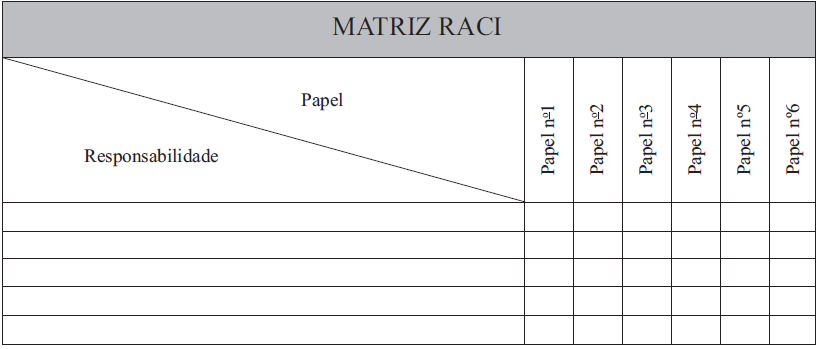 MATRIZ RACI
Papel
Responsabilidade
Papel nº1
Papel nº2
Papel nº3
Papel nº4
Papel nº5
Papel nº6